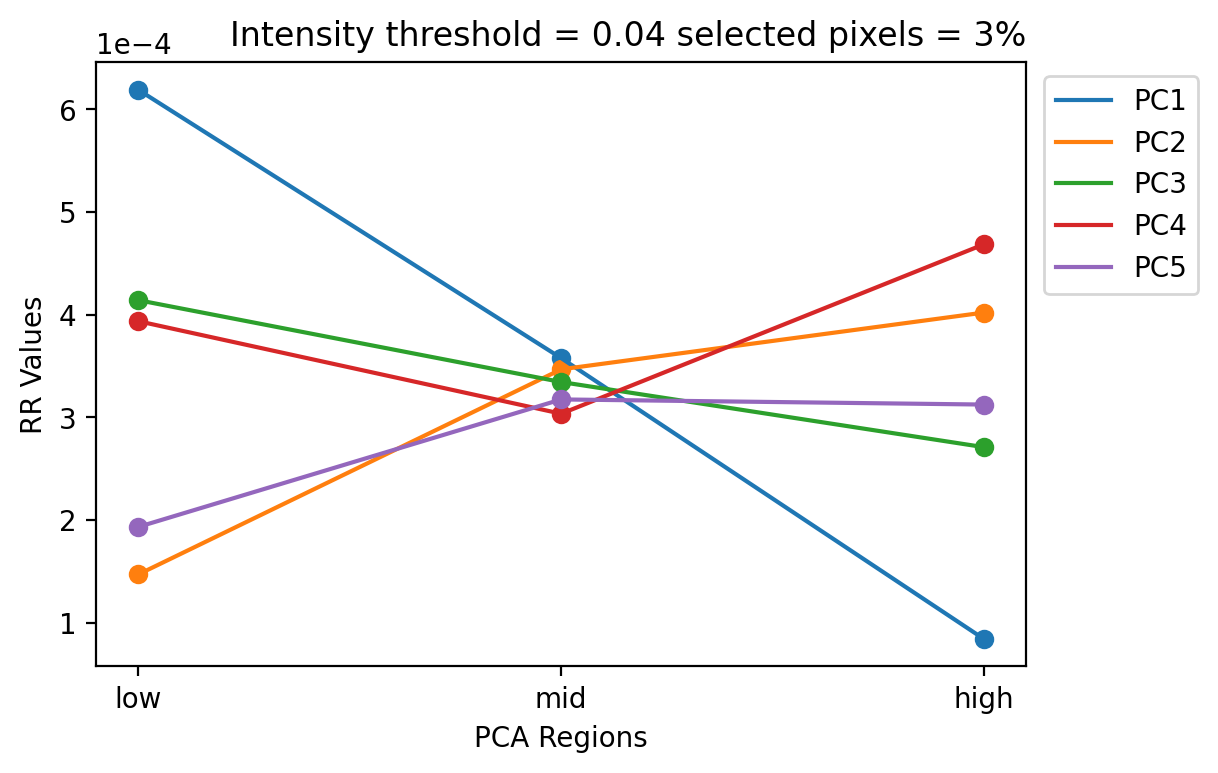 Intensity threshold = 0.04 selected pixels = 3%
1e−4
6
5
4
3
2
1
RR Values
low
mid
high
PCA Regions
PC1
PC2
PC3
PC4
PC5